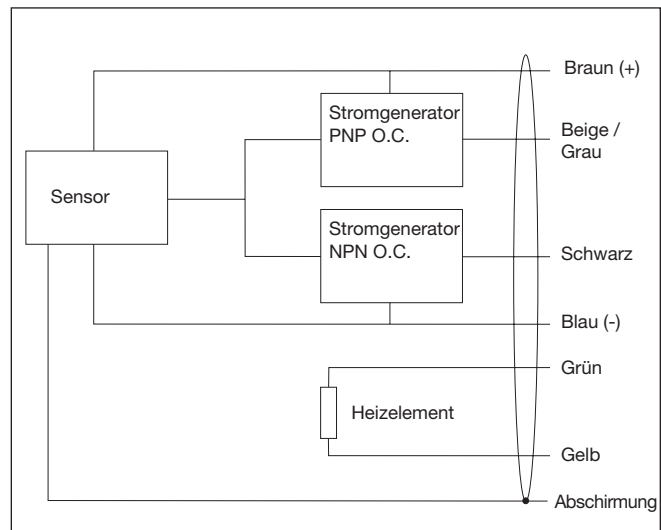 Braun (+)
Stromgenerator
PNP O.C.
Beige /
Grau
Sensor
Stromgenerator
NPN O.C.
Schwarz
Blau (-)
Grün
Heizelement
Gelb
Abschirmung